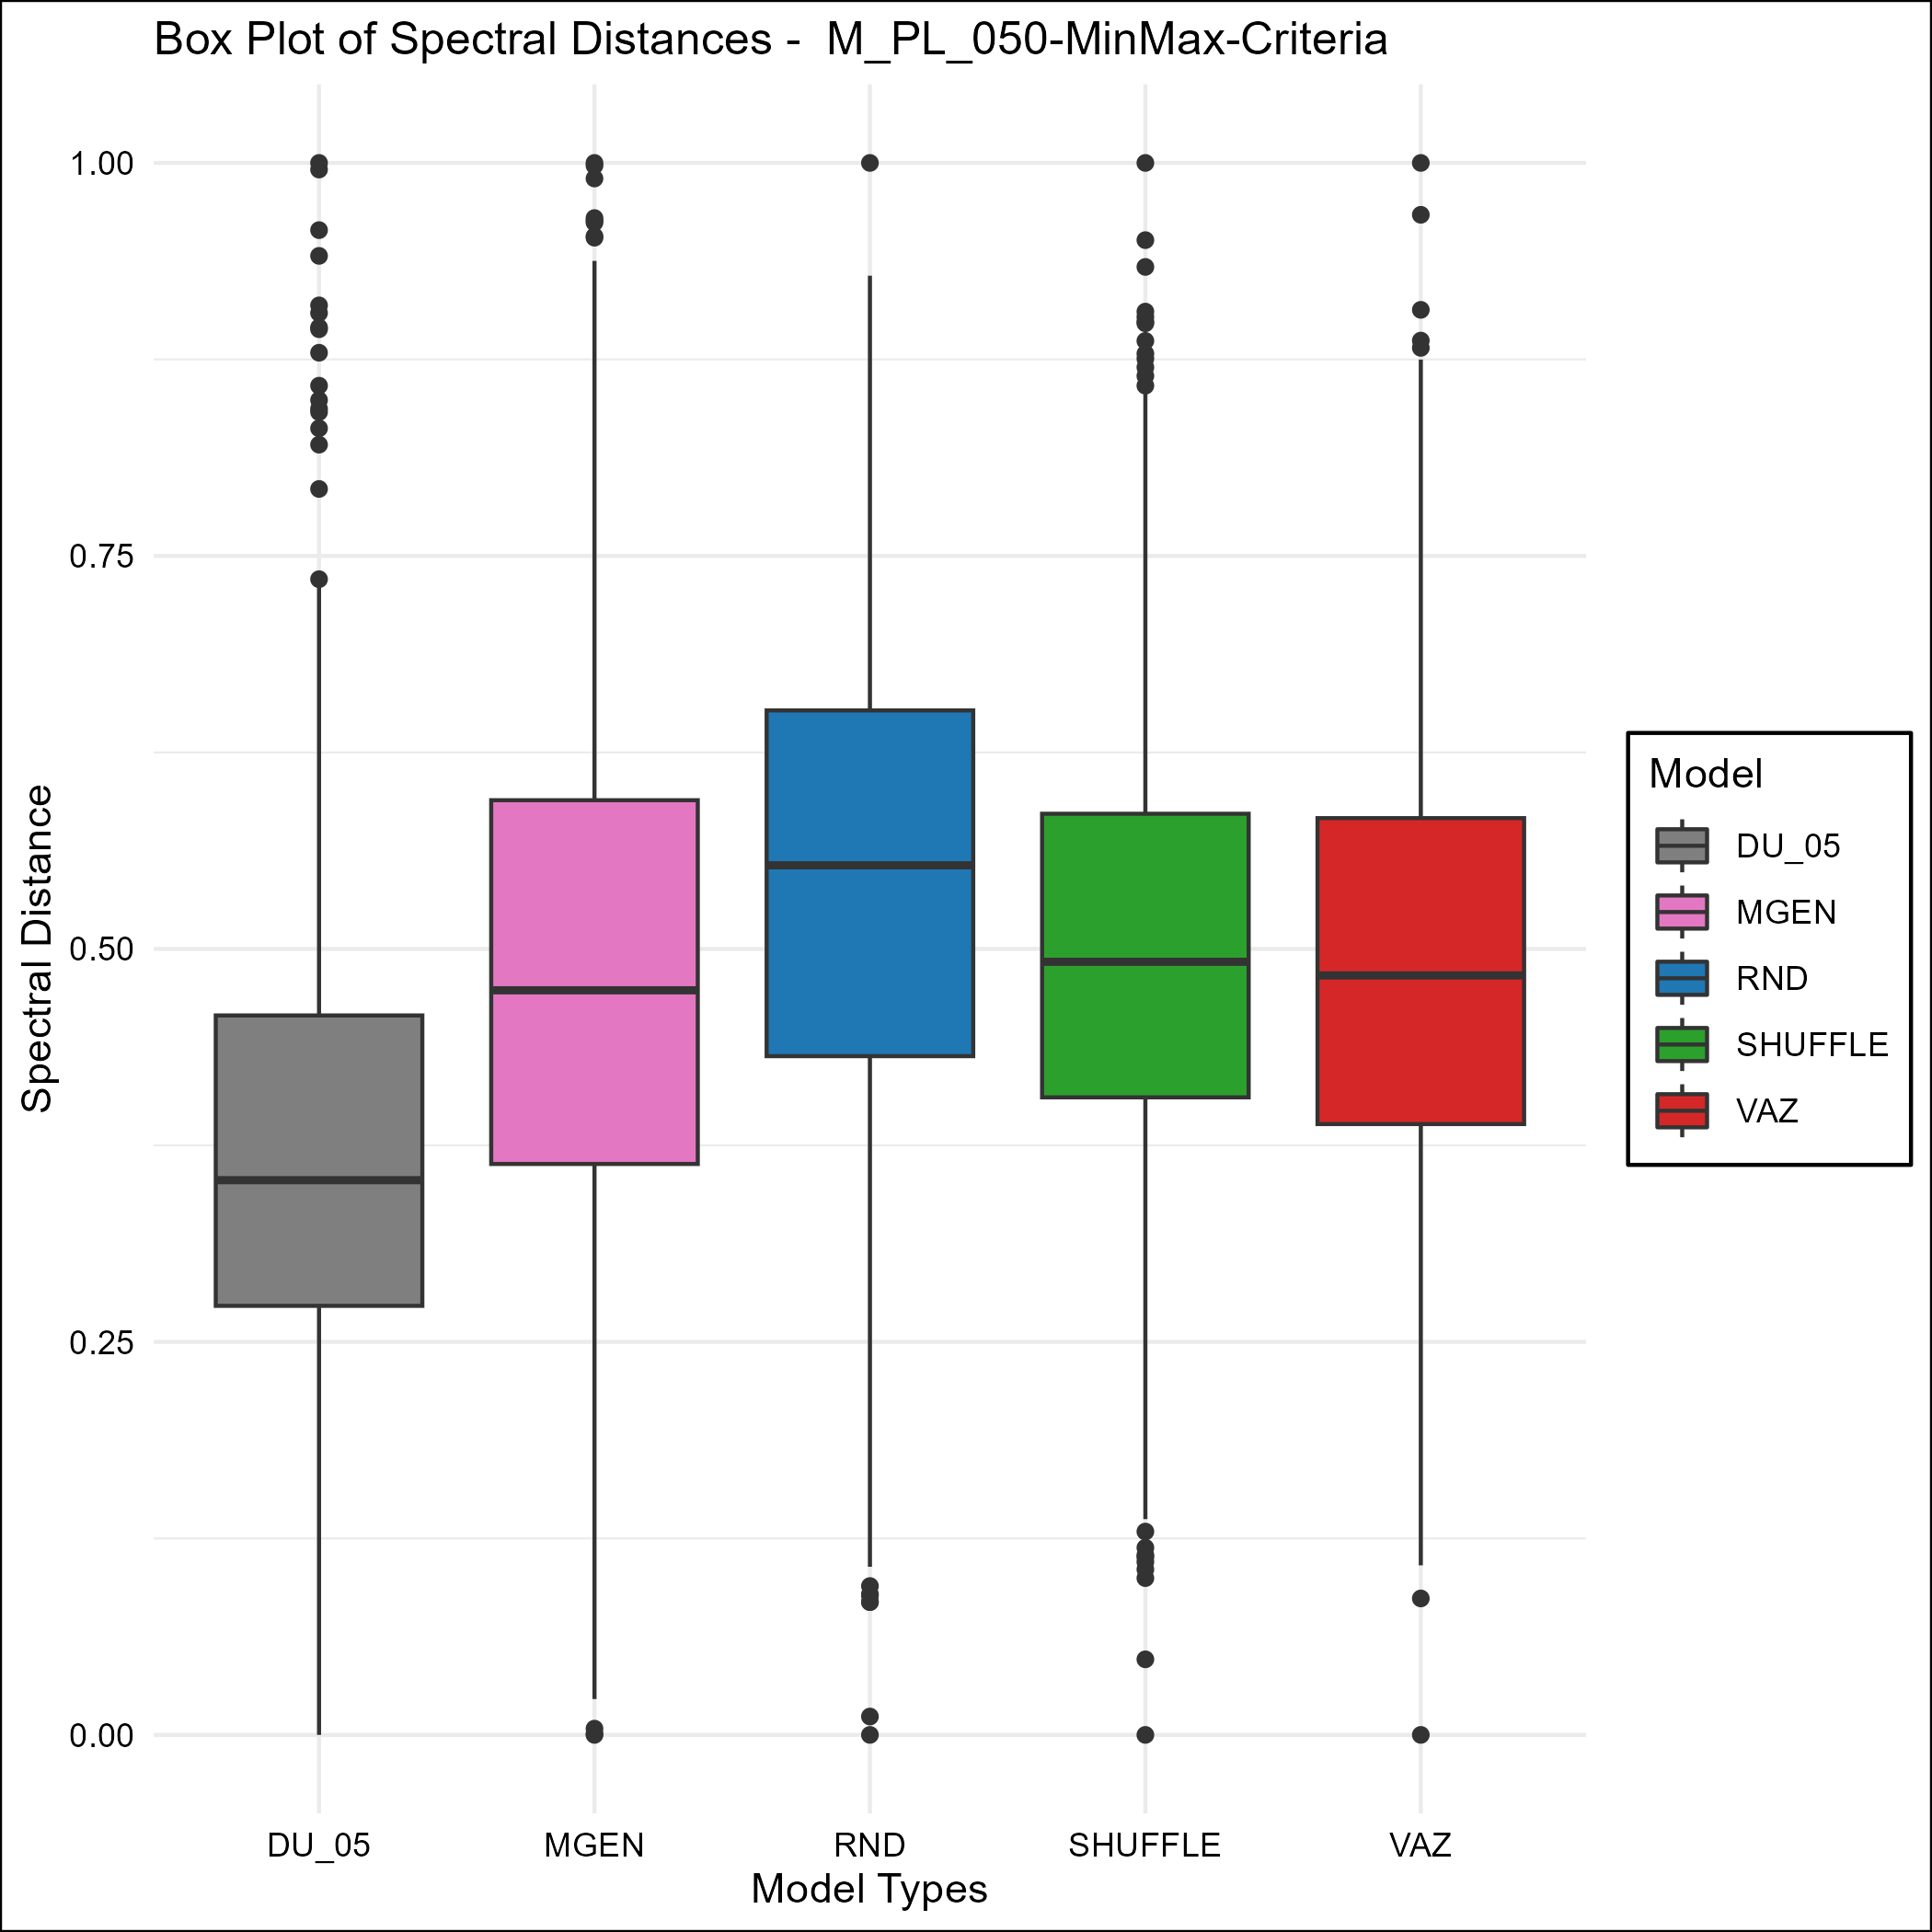 Box Plot of Spectral Distances -  M_PL_050-MinMax-Criteria
Spectral Distance
1.00
0.75
0.50
0.25
0.00
DU_05
MGEN
RND
SHUFFLE
VAZ
Model Types
Model
DU_05
MGEN
RND
SHUFFLE
VAZ